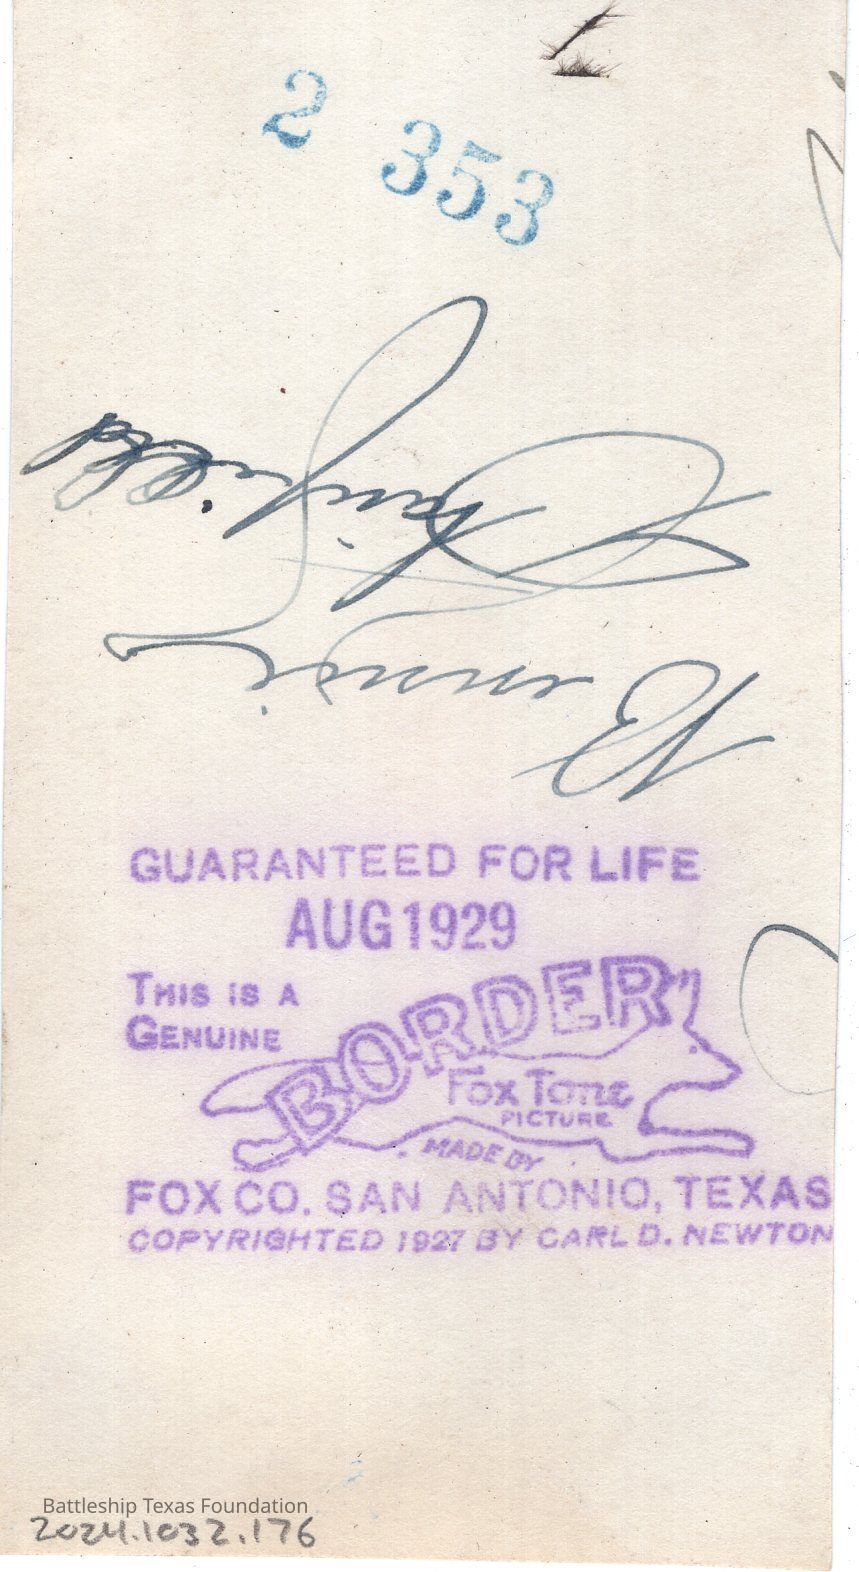 2 353
Bennie
GUARANTEED FOR LIFE
AUG 1929
THIS IS A
GENUINE
BORDER
Fox Tone
PICTURE
MADE BY
FOX CO. SAN ANTONIO, TEXAS
COPYRIGHTED 1927 BY CARL D. NEWTON
Battleship Texas Foundation
2024.1032.176